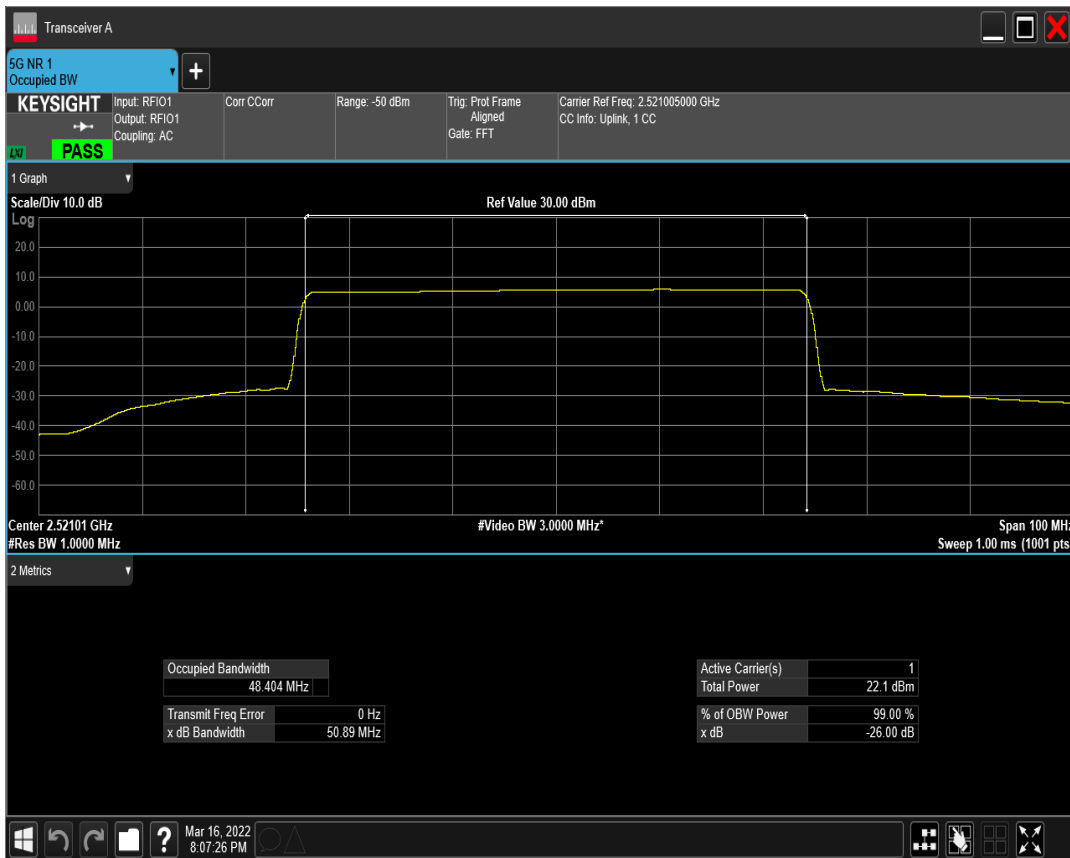 Transceiver A
5G NR 1
Occupied BW
+
KEYSIGHT
LXI
PASS
Input: RFIO1
Output: RFIO1
Coupling: AC
Corr CCorr
Range: -50 dBm
Trig: Prot Frame
Aligned
Gate: FFT
Carrier Ref Freq: 2.521005000 GHz
CC Info: Uplink, 1 CC
1 Graph
Scale/Div 10.0 dB
Ref Value 30.00 dBm
Log
20.0
10.0
0.00
-10.0
-20.0
-30.0
-40.0
-50.0
-60.0
Center 2.52101 GHz
#Video BW 3.0000 MHz*
Span 100 MHz
#Res BW 1.0000 MHz
Sweep 1.00 ms (1001 pts
2 Metrics
Occupied Bandwidth
48.404 MHz
Transmit Freq Error 0 Hz
x dB Bandwidth 50.89 MHz
Active Carrier(s) 1
Total Power 22.1 dBm
% of OBW Power 99.00 %
x dB -26.00 dB
?
Mar 16, 2022
8:07:26 PM